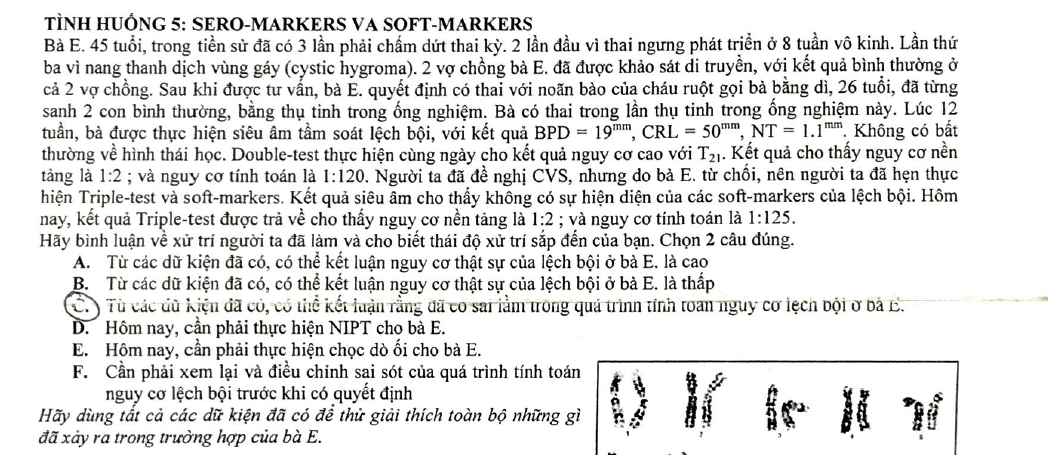 TÌNH HUỐNG 5: SERO-MARKERS VA SOFT-MARKERS
Bà E. 45 tuổi, trong tiền sử đã có 3 lần phải chấm dứt thai kỳ. 2 lần đầu vì thai ngưng phát triển ở 8 tuần vô kinh. Lần thứ
ba vì nang thanh dịch vùng gáy (cystic hygroma). 2 vợ chồng bà E. đã được khảo sát di truyền, với kết quả bình thường ở
cả 2 vợ chồng. Sau khi được tư vấn, bà E. quyết định có thai với noãn bào của cháu ruột gọi bà bằng dì, 26 tuổi, đã từng
sanh 2 con bình thường, bằng thụ tinh trong ống nghiệm. Bà có thai trong lần thụ tinh trong ống nghiệm này. Lúc 12
tuần, bà được thực hiện siêu âm tầm soát lệch bội, với kết quả BPD = 19mm, CRL = 50mm, NT = 1.1mm. Không có bất
thường về hình thái học. Double-test thực hiện cùng ngày cho kết quả nguy cơ cao với T21. Kết quả cho thấy nguy cơ nền
tảng là 1:2 ; và nguy cơ tính toán là 1:120. Người ta đã đề nghị CVS, nhưng do bà E. từ chối, nên người ta đã hẹn thực
hiện Triple-test và soft-markers. Kết quả siêu âm cho thấy không có sự hiện diện của các soft-markers của lệch bội. Hôm
nay, kết quả Triple-test được trả về cho thấy nguy cơ nền tảng là 1:2 ; và nguy cơ tính toán là 1:125.
Hãy bình luận về xử trí người ta đã làm và cho biết thái độ xử trí sắp đến của bạn. Chọn 2 câu đúng.
A. Từ các dữ kiện đã có, có thể kết luận nguy cơ thật sự của lệch bội ở bà E. là cao
B. Từ các dữ kiện đã có, có thể kết luận nguy cơ thật sự của lệch bội ở bà E. là thấp
C. Từ các dữ kiện đã có, có thể kết luận rằng đã có sai lầm trong quá trình tính toán nguy cơ lệch bội ở bà E.
D. Hôm nay, cần phải thực hiện NIPT cho bà E.
E. Hôm nay, cần phải thực hiện chọc dò ối cho bà E.
F. Cần phải xem lại và điều chỉnh sai sót của quá trình tính toán
nguy cơ lệch bội trước khi có quyết định
Hãy dùng tất cả các dữ kiện đã có để thử giải thích toàn bộ những gì
đã xảy ra trong trường hợp của bà E.